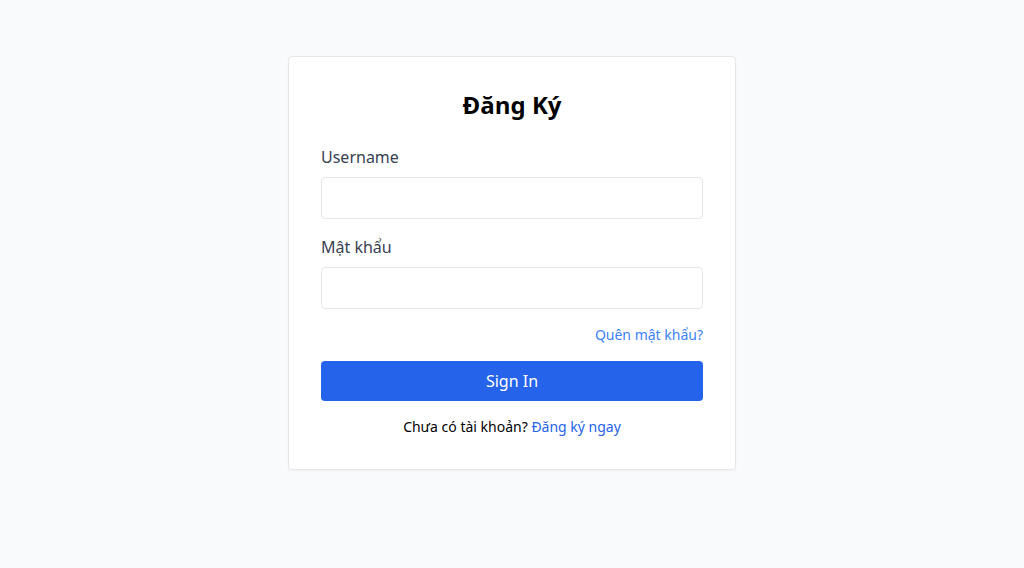 Đăng Ký
Username
Mật khẩu
Quên mật khẩu?
Sign In
Chưa có tài khoản? Đăng ký ngay